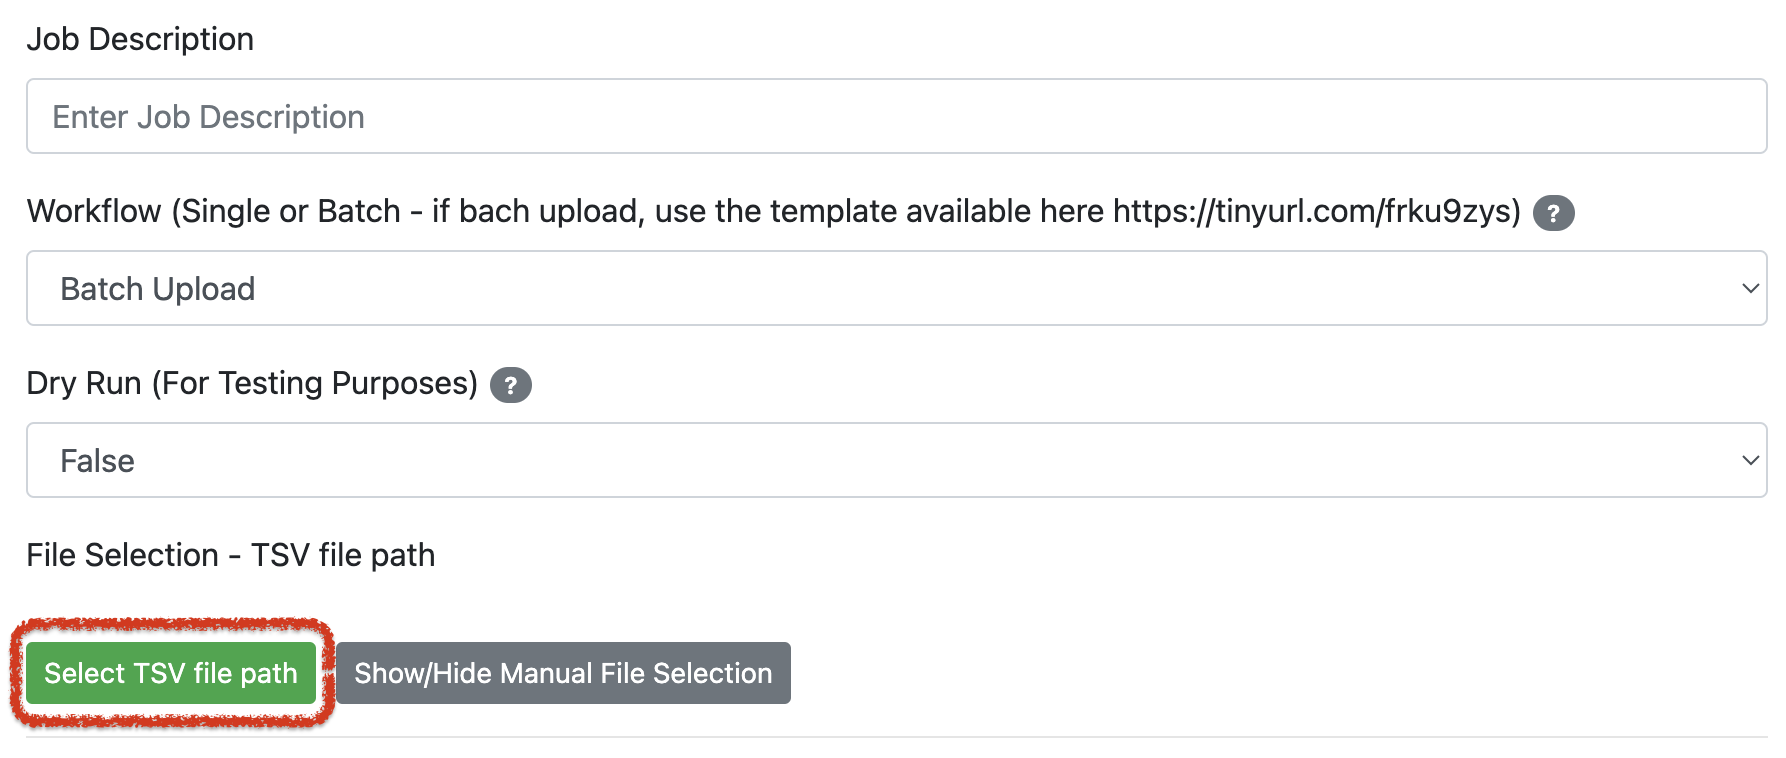 Job Description
Enter Job Description
Workflow (Single or Batch - if bach upload, use the template available here https://tinyurl.com/frku9zys) ?
Batch Upload
Dry Run (For Testing Purposes) ?
False
File Selection - TSV file path
Select TSV file path Show/Hide Manual File Selection